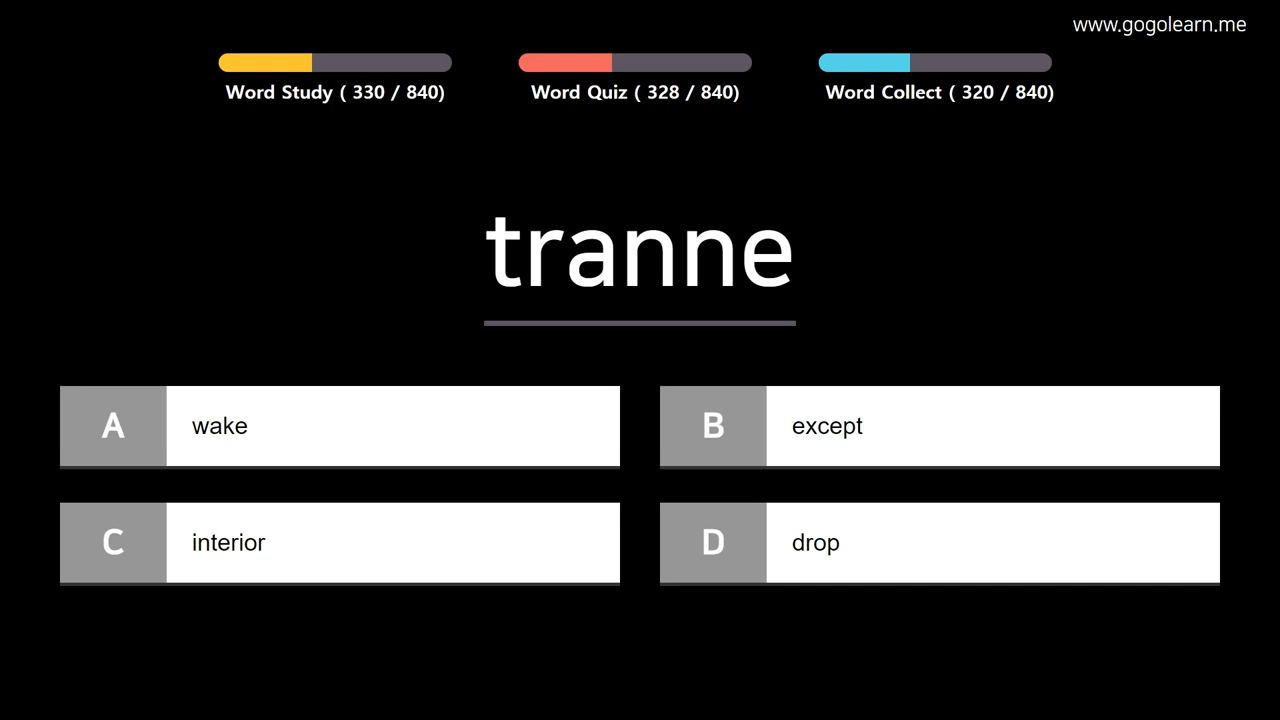 www.gogolearn.me
Word Study ( 330 / 840)
Word Quiz ( 328 / 840)
Word Collect ( 320 / 840)
tranne
A wake
B except
C interior
D drop